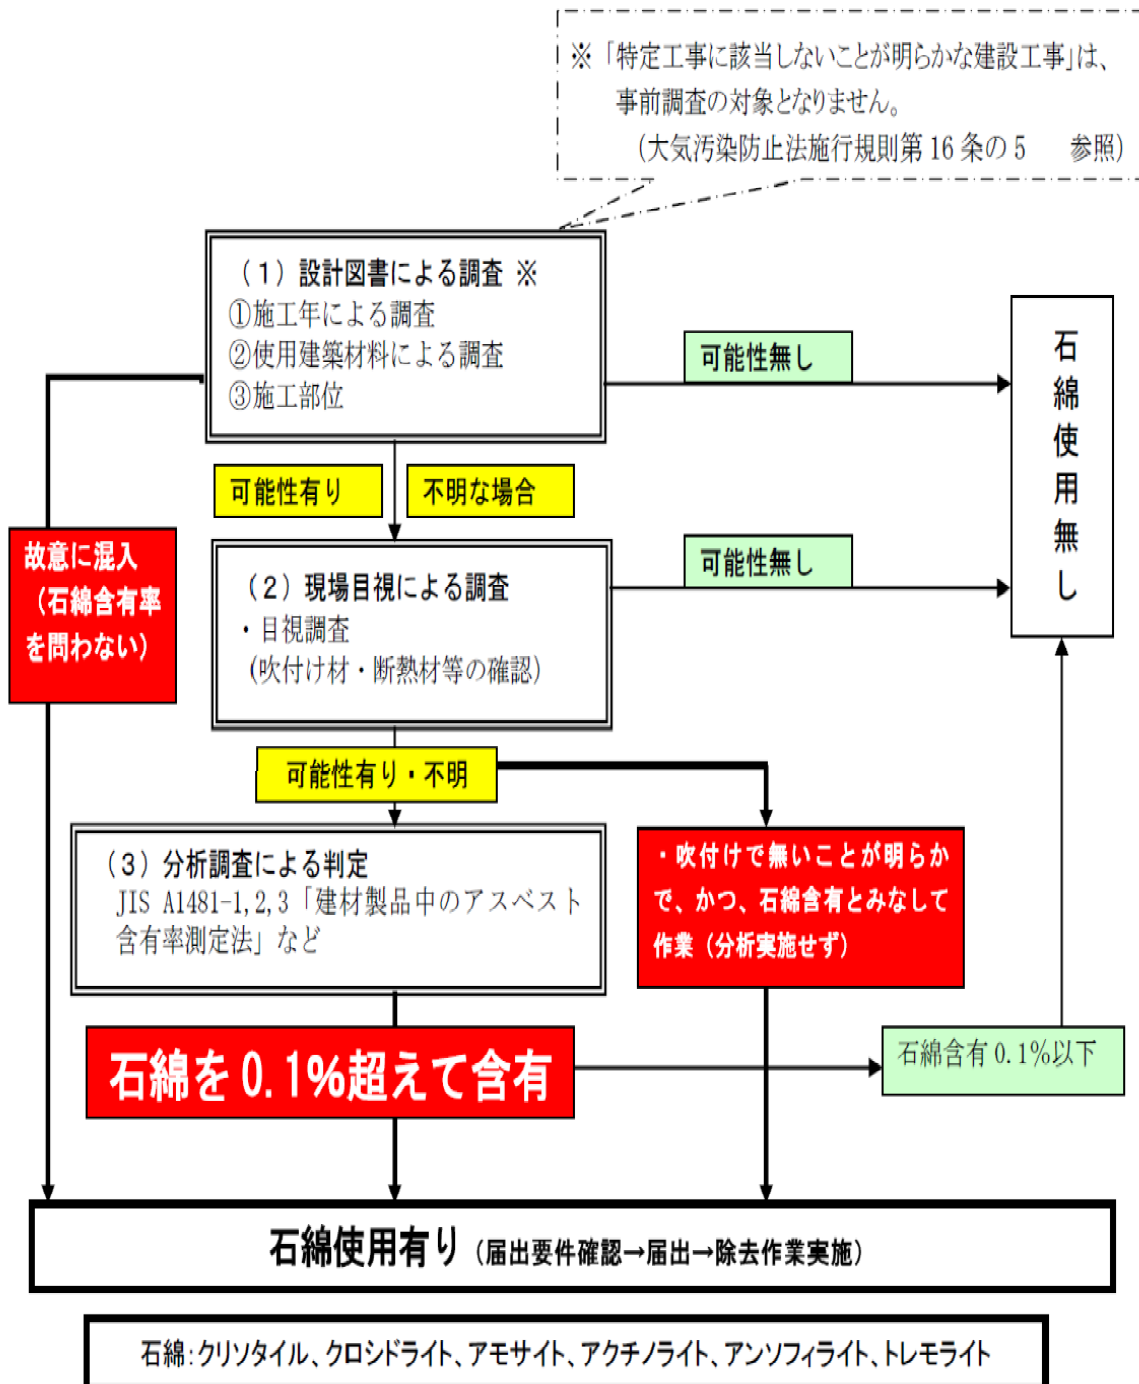 ※「特定工事に該当しないことが明らかな建設工事」は、
事前調査の対象となりません。
（大気汚染防止法施行規則第 16 条の 5　参照）
（１）設計図書による調査 ※
①施工年による調査
②使用建築材料による調査
③施工部位
可能性無し
石綿使用無し
可能性有り
不明な場合
故意に混入
（石綿含有率
を問わない）
（２）現場目視による調査
・目視調査
（吹付け材・断熱材等の確認）
可能性無し
可能性有り・不明
（３）分析調査による判定
JIS A1481-1,2,3「建材製品中のアスベスト
含有率測定法」など
・吹付けで無いことが明らか
で、かつ、石綿含有とみなして
作業（分析実施せず）
石綿を 0.1%超えて含有
石綿含有 0.1%以下
石綿使用有り（届出要件確認→届出→除去作業実施）
石綿：クリソタイル、クロシドライト、アモサイト、アクチノライト、アンソフィライト、トレモライト